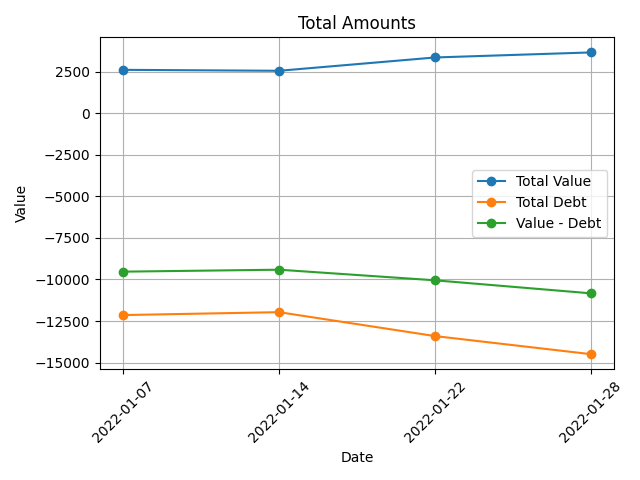 Total Amounts
Value
2500
0
−2500
−5000
−7500
−10000
−12500
−15000
Total Value
Total Debt
Value - Debt
2022-01-07
2022-01-14
2022-01-22
2022-01-28
Date